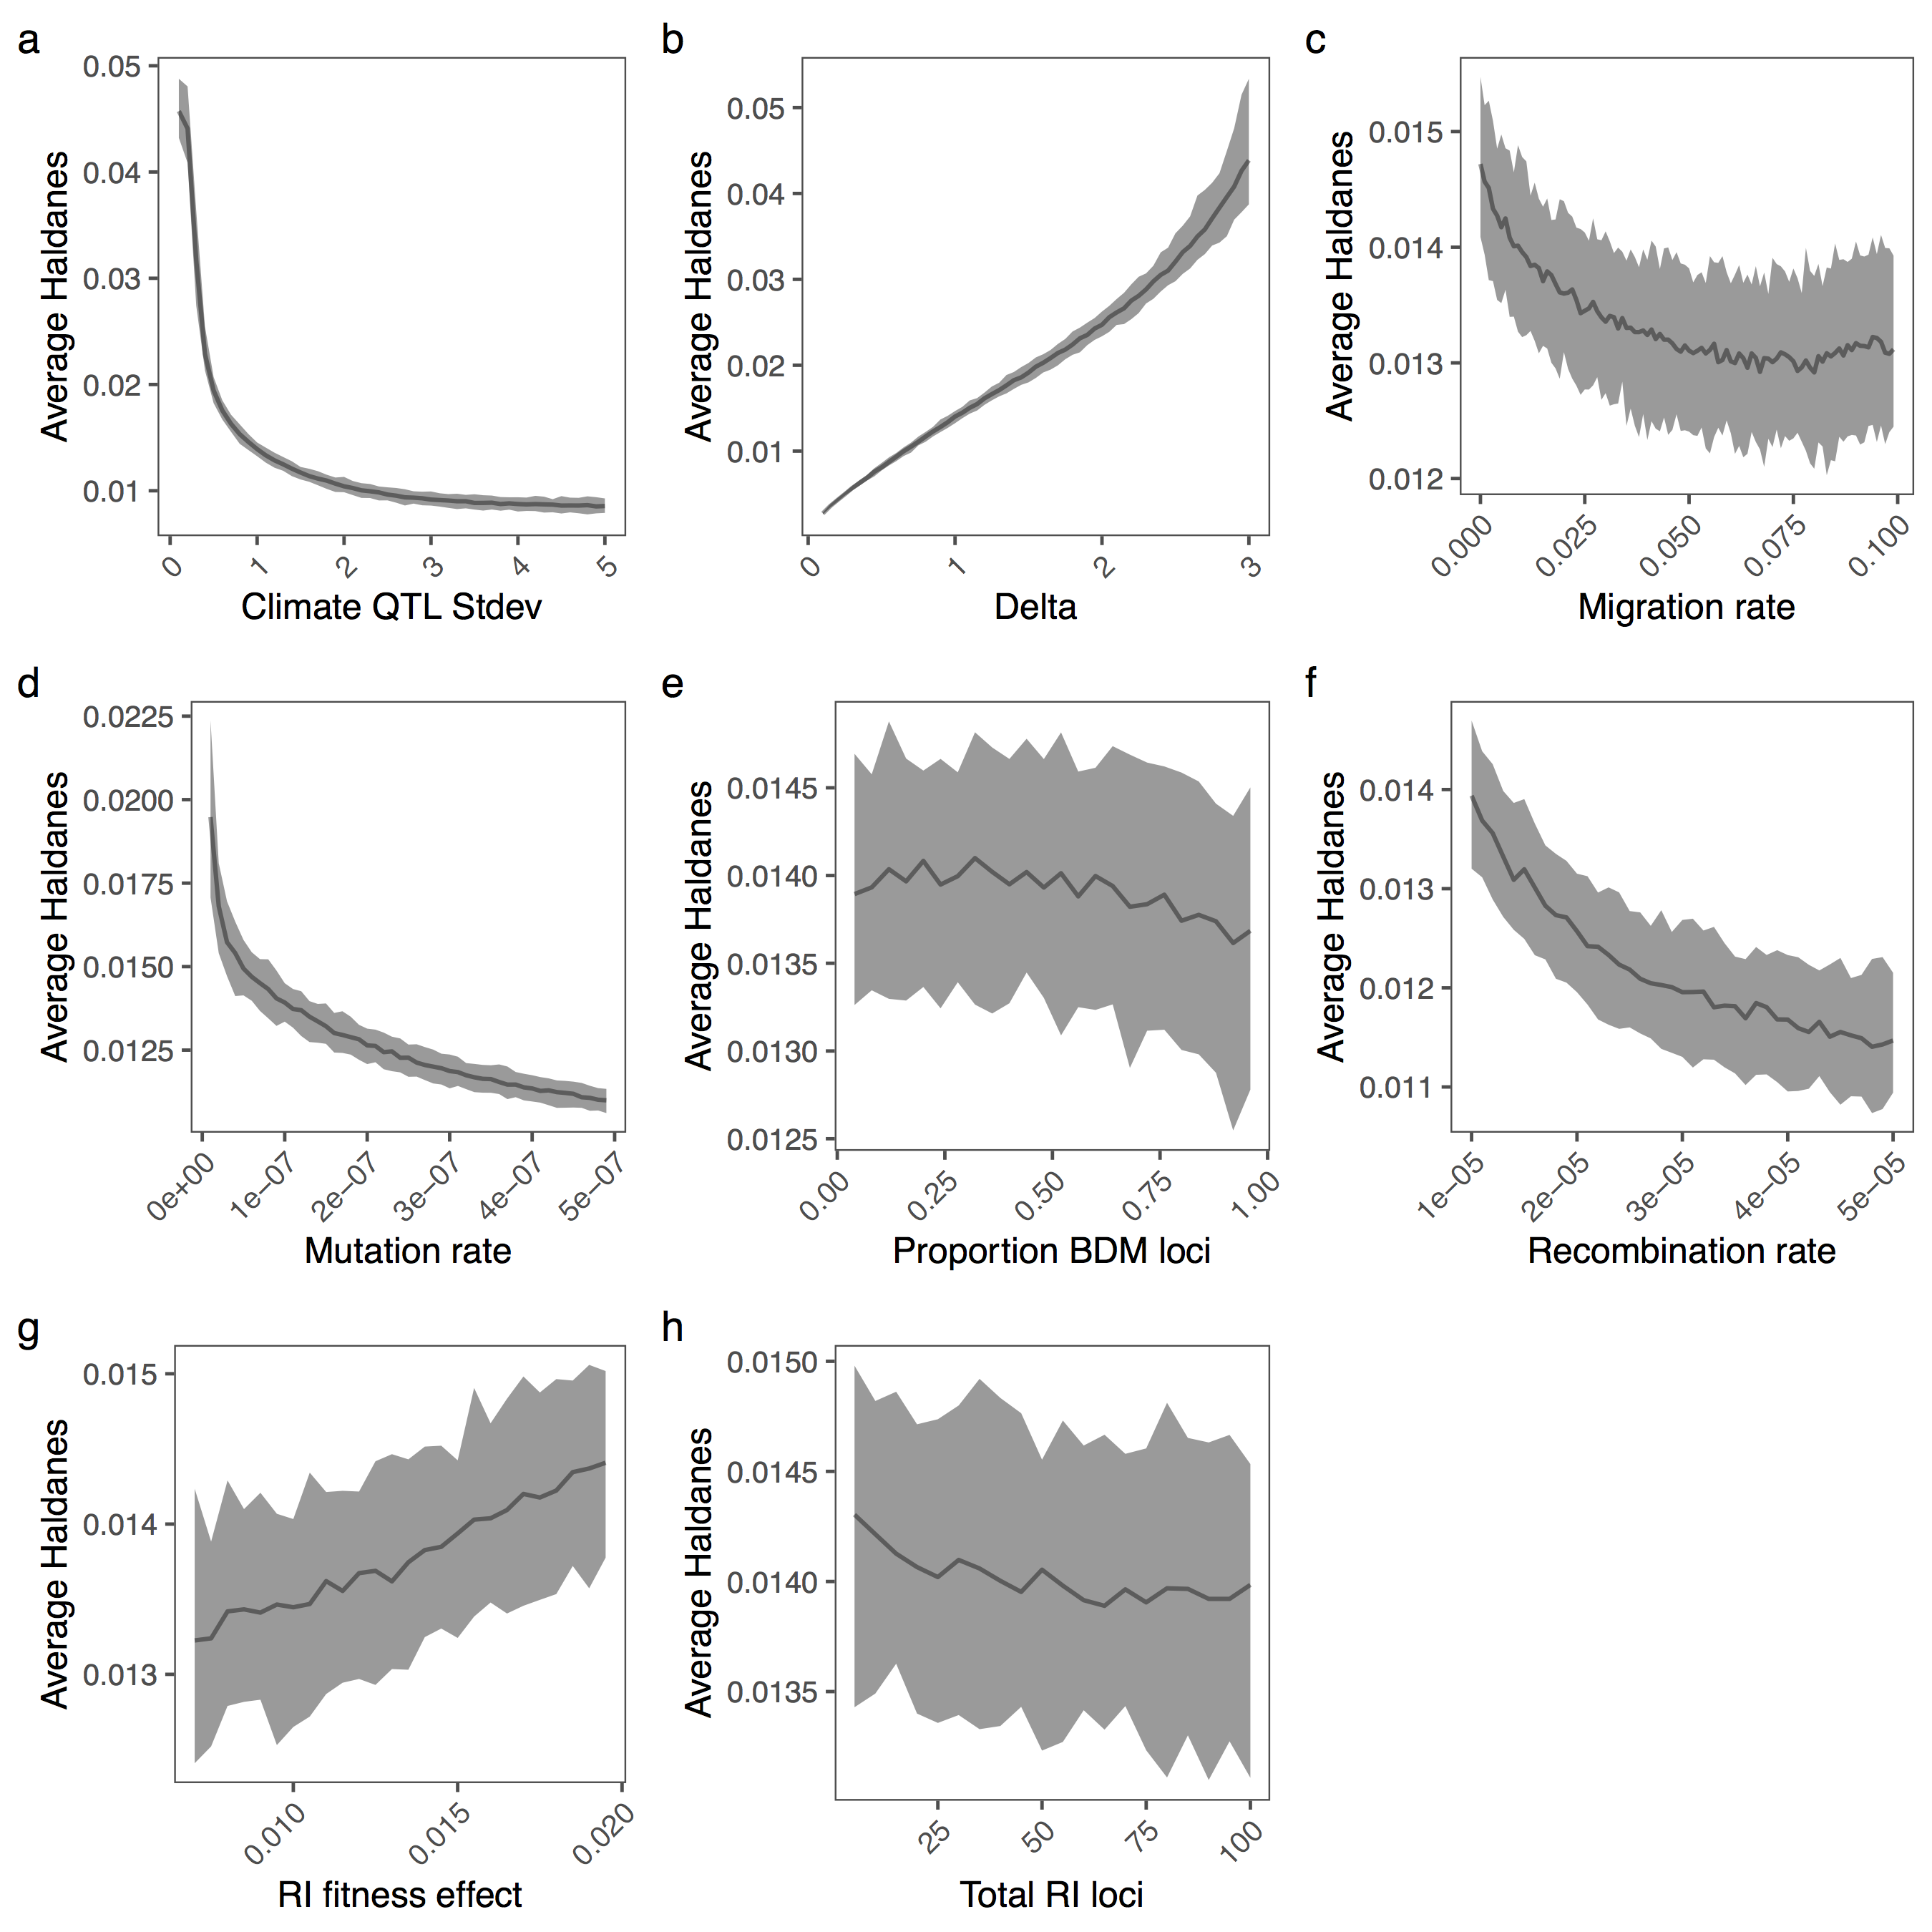 a
Average Haldanes
0.05
0.04
0.03
0.02
0.01
0
1
2
3
4
5
Climate QTL Stdev
b
Average Haldanes
0.05
0.04
0.03
0.02
0.01
0
1
2
3
Delta
c
Average Haldanes
0.015
0.014
0.013
0.012
0.000
0.025
0.050
0.075
0.100
Migration rate
d
Average Haldanes
0.0225
0.0200
0.0175
0.0150
0.0125
0e+00
1e−07
2e−07
3e−07
4e−07
5e−07
Mutation rate
e
Average Haldanes
0.0145
0.0140
0.0135
0.0130
0.0125
0.00
0.25
0.50
0.75
1.00
Proportion BDM loci
f
Average Haldanes
0.014
0.013
0.012
0.011
1e−05
2e−05
3e−05
4e−05
5e−05
Recombination rate
g
Average Haldanes
0.015
0.014
0.013
0.010
0.015
0.020
RI fitness effect
h
Average Haldanes
0.0150
0.0145
0.0140
0.0135
25
50
75
100
Total RI loci